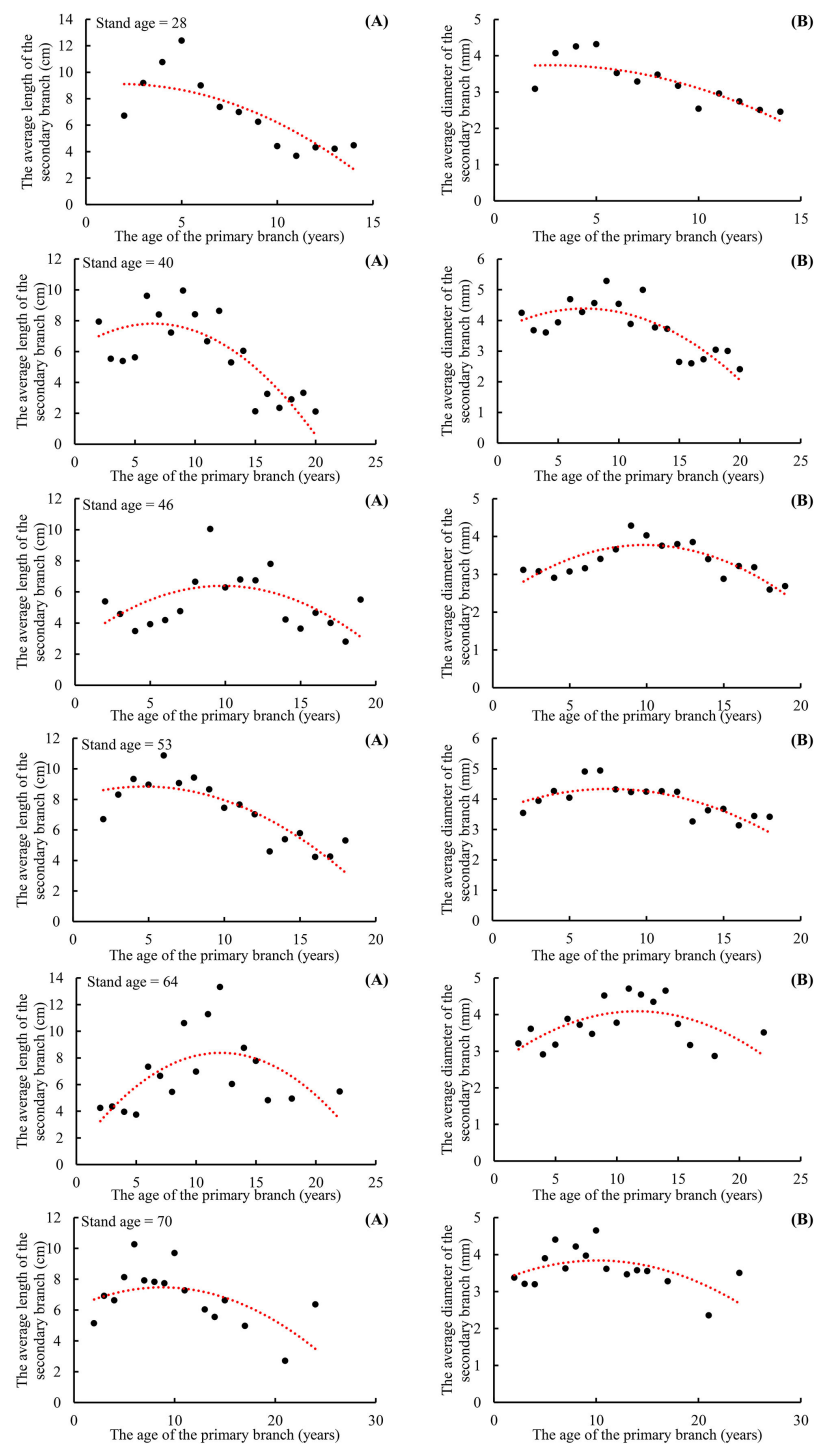 Stand age = 28
(A)
The average length of the
secondary branch (cm)
14
12
10
8
6
4
2
0
0 5 10 15
The age of the primary branch (years)
(B)
The average diameter of the
secondary branch (mm)
5
4
3
2
1
0
0 5 10 15
The age of the primary branch (years)
Stand age = 40
(A)
The average length of the
secondary branch (cm)
12
10
8
6
4
2
0
0 5 10 15 20 25
The age of the primary branch (years)
(B)
The average diameter of the
secondary branch (mm)
6
5
4
3
2
1
0
0 5 10 15 20 25
The age of the primary branch (years)
Stand age = 46
(A)
The average length of the
secondary branch (cm)
12
10
8
6
4
2
0
0 5 10 15 20
The age of the primary branch (years)
(B)
The average diameter of the
secondary branch (mm)
5
4
3
2
1
0
0 5 10 15 20
The age of the primary branch (years)
Stand age = 53
(A)
The average length of the
secondary branch (cm)
12
10
8
6
4
2
0
0 5 10 15 20
The age of the primary branch (years)
(B)
The average diameter of the
secondary branch (mm)
6
5
4
3
2
1
0
0 5 10 15 20
The age of the primary branch (years)
Stand age = 64
(A)
The average length of the
secondary branch (cm)
14
12
10
8
6
4
2
0
0 5 10 15 20 25
The age of the primary branch (years)
(B)
The average diameter of the
secondary branch (mm)
5
4
3
2
1
0
0 5 10 15 20 25
The age of the primary branch (years)
Stand age = 70
(A)
The average length of the
secondary branch (cm)
12
10
8
6
4
2
0
0 10 20 30
The age of the primary branch (years)
(B)
The average diameter of the
secondary branch (mm)
5
4
3
2
1
0
0 10 20 30
The age of the primary branch (years)